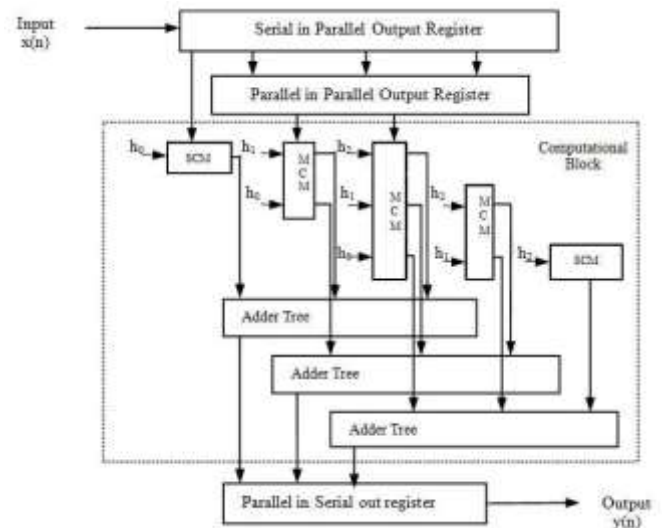 Input
x(n)
Serial in Parallel Output Register
Parallel in Parallel Output Register
Computational
Block
h0
SCM
h1
h0
M
C
M
h2
h1
h0
M
C
M
h2
h1
M
C
M
h2
SCM
Adder Tree
Adder Tree
Adder Tree
Parallel in Serial out register
Output
y(n)